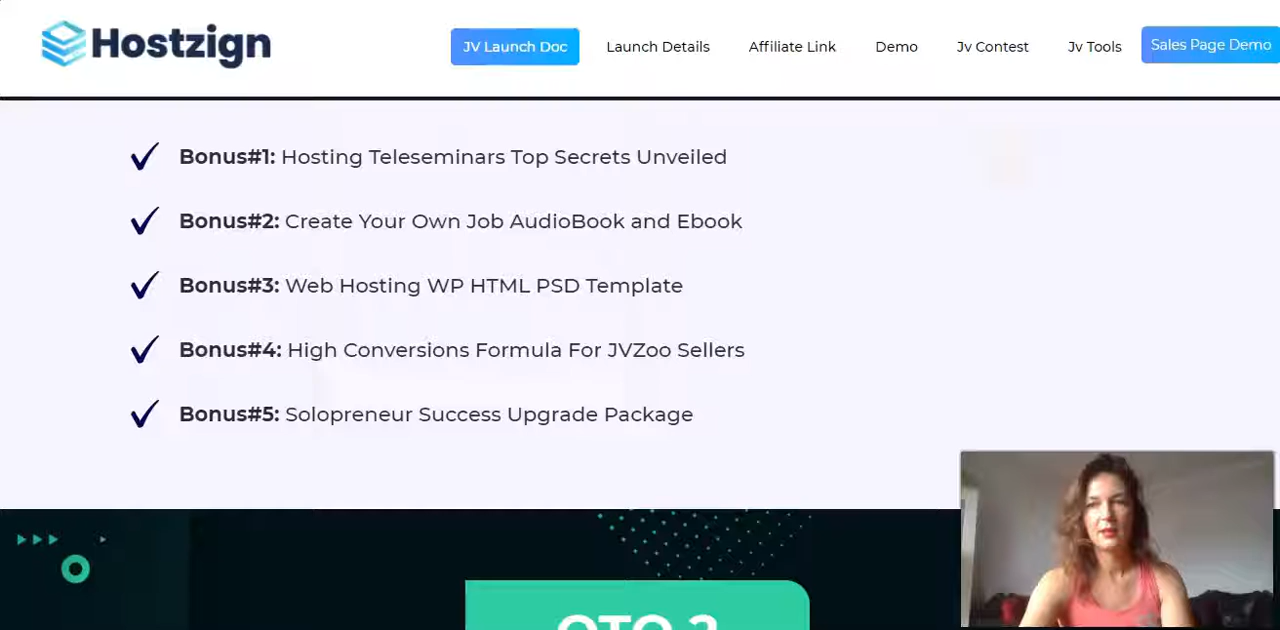 Hostzign
JV Launch Doc
Launch Details
Affiliate Link
Demo
Jv Contest
Jv Tools
Sales Page Demo
Bonus#1: Hosting Teleseminars Top Secrets Unveiled
Bonus#2: Create Your Own Job AudioBook and Ebook
Bonus#3: Web Hosting WP HTML PSD Template
Bonus#4: High Conversions Formula For JVZoo Sellers
Bonus#5: Solopreneur Success Upgrade Package